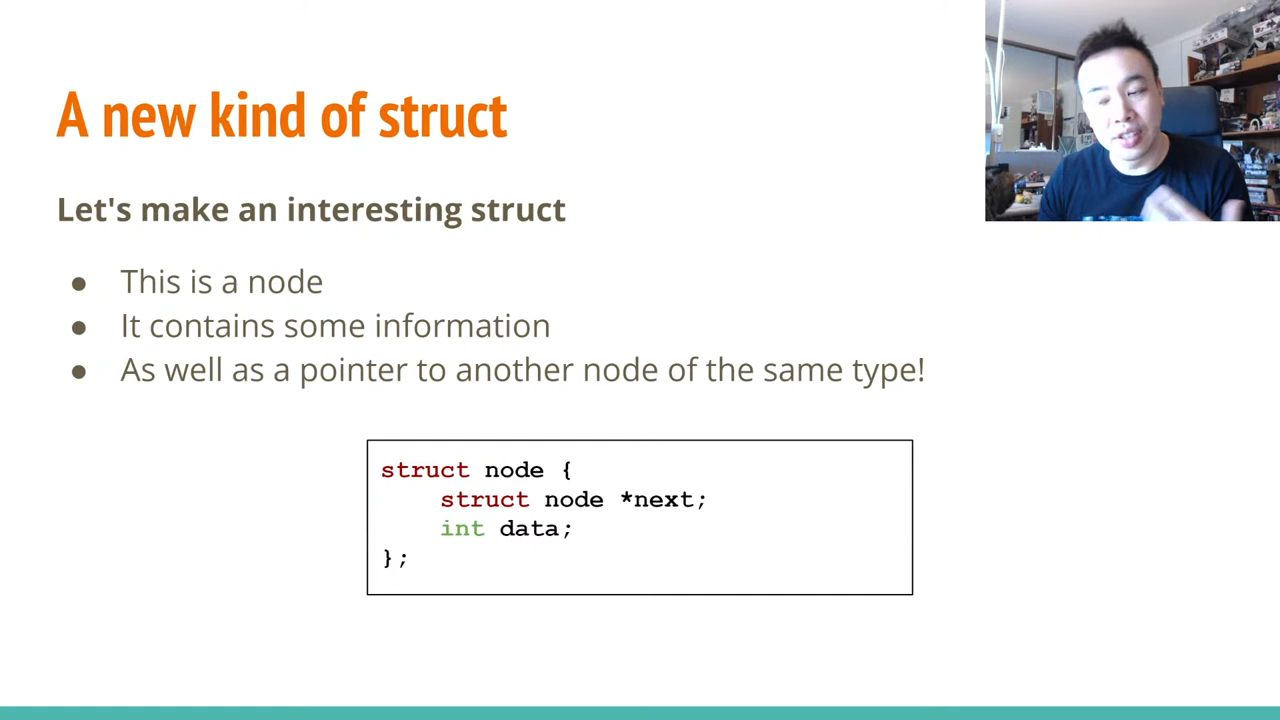 A new kind of struct
Let's make an interesting struct
● This is a node
● It contains some information
● As well as a pointer to another node of the same type!
struct node {
    struct node *next;
    int data;
};